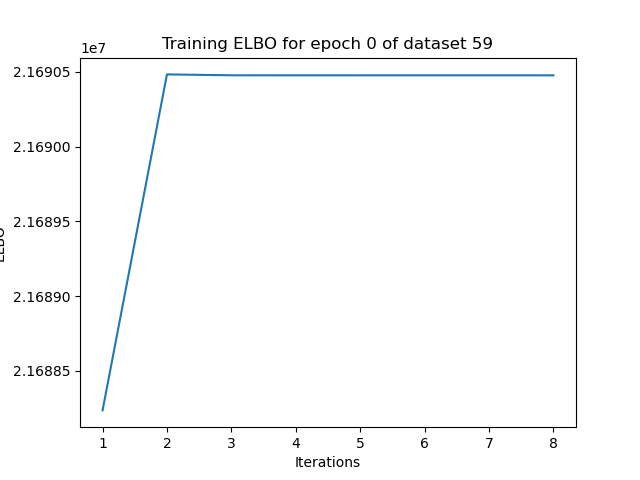 Training ELBO for epoch 0 of dataset 59
1e7
2.16905
2.16900
2.16895
2.16890
2.16885
ELBO
1 2 3 4 5 6 7 8
Iterations